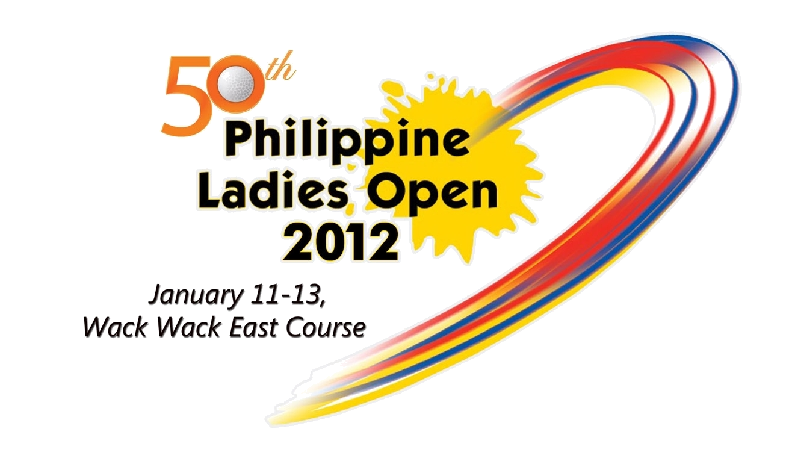 50th
Philippine
Ladies Open
2012
January 11-13,
Wack Wack East Course